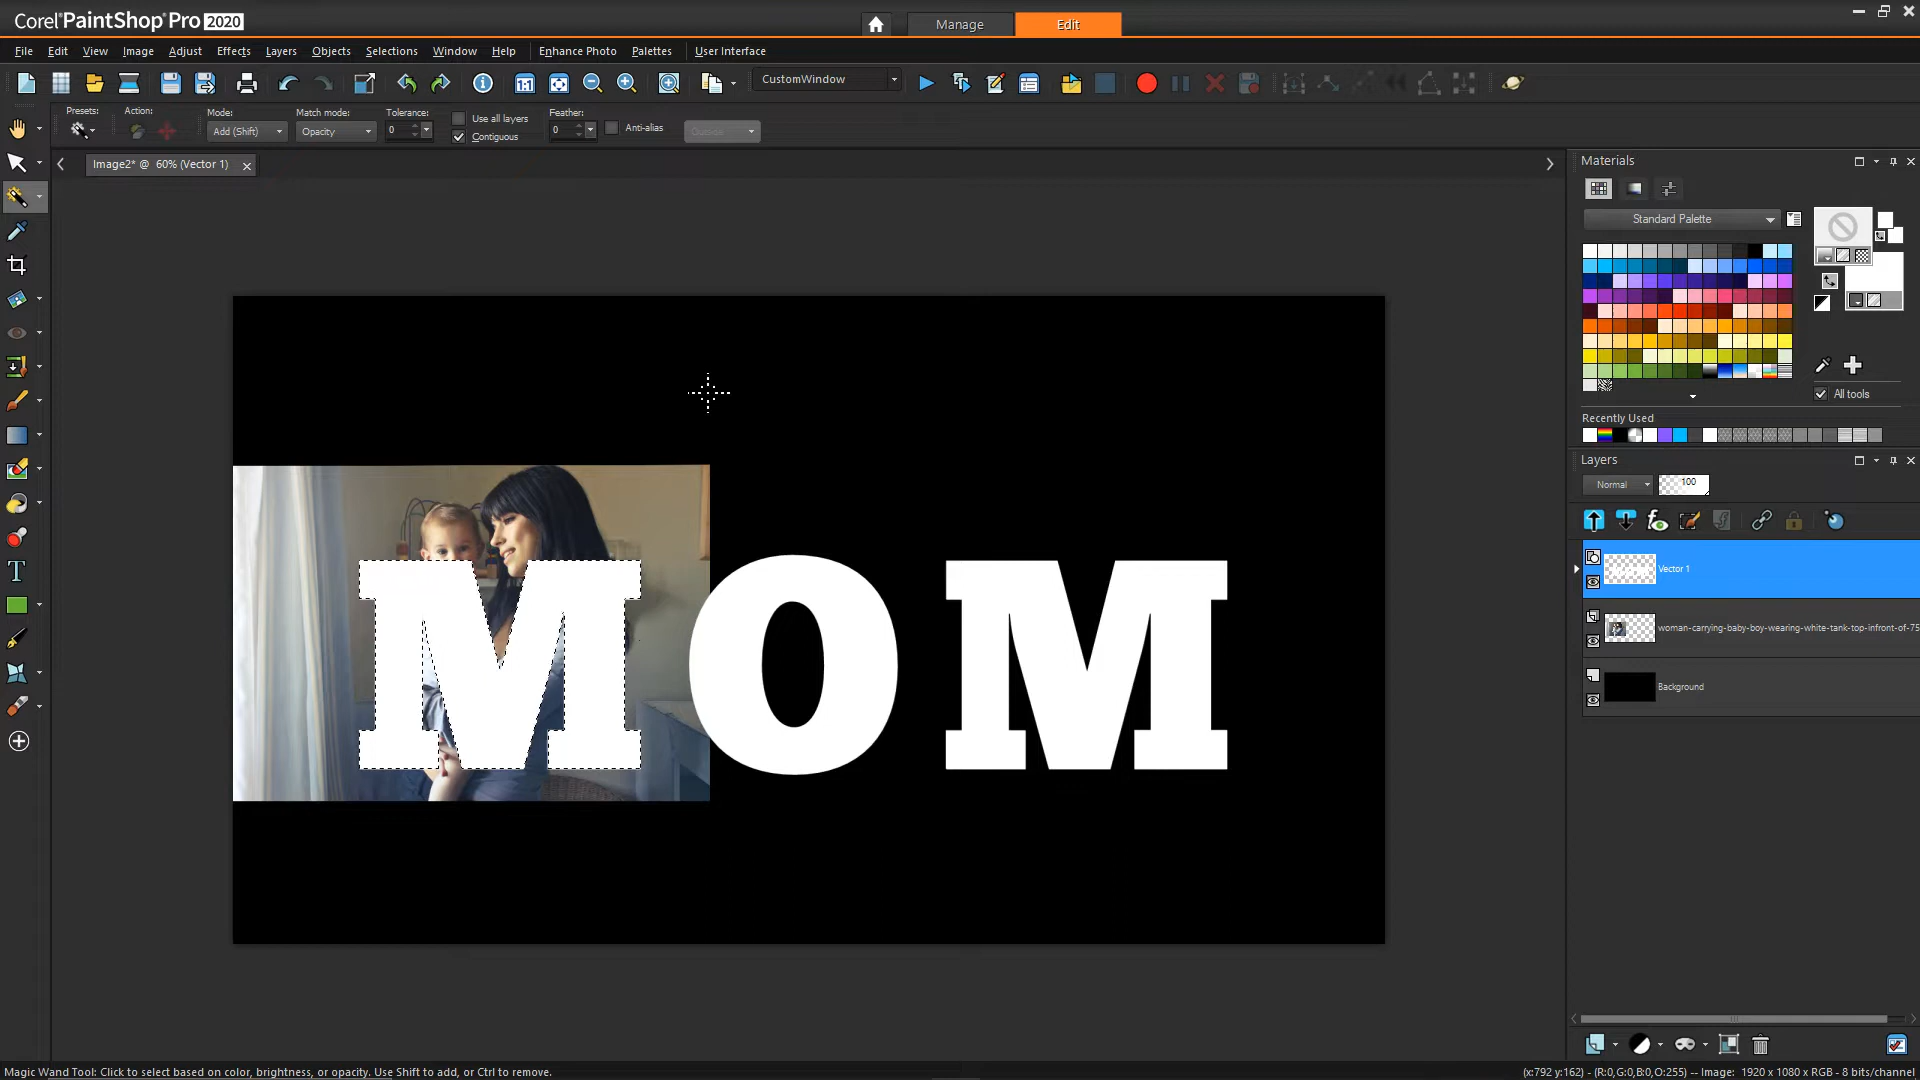 Corel PaintShop Pro 2020
Manage
Edit
File Edit View Image Adjust Effects Layers Objects Selections Window Help Enhance Photo Palettes User Interface
CustomWindow
Presets:
Action:
Mode:
Add (Shift)
Match mode:
Opacity
Tolerance:
0
Use all layers
Contiguous
Feather:
0
Anti-alias
Outside
Image2* @ 60% (Vector 1)
Materials
Standard Palette
All tools
Recently Used
Layers
Normal
100
Vector 1
woman-carrying-baby-boy-wearing-white-tank-top-infront-of-75
Background
MOM
Magic Wand Tool: Click to select based on color, brightness, or opacity. Use Shift to add, or Ctrl to remove.
(x:792 y:162) - (R:0,G:0,B:0,O:255) -- Image: 1920 x 1080 x RGB - 8 bits/channel